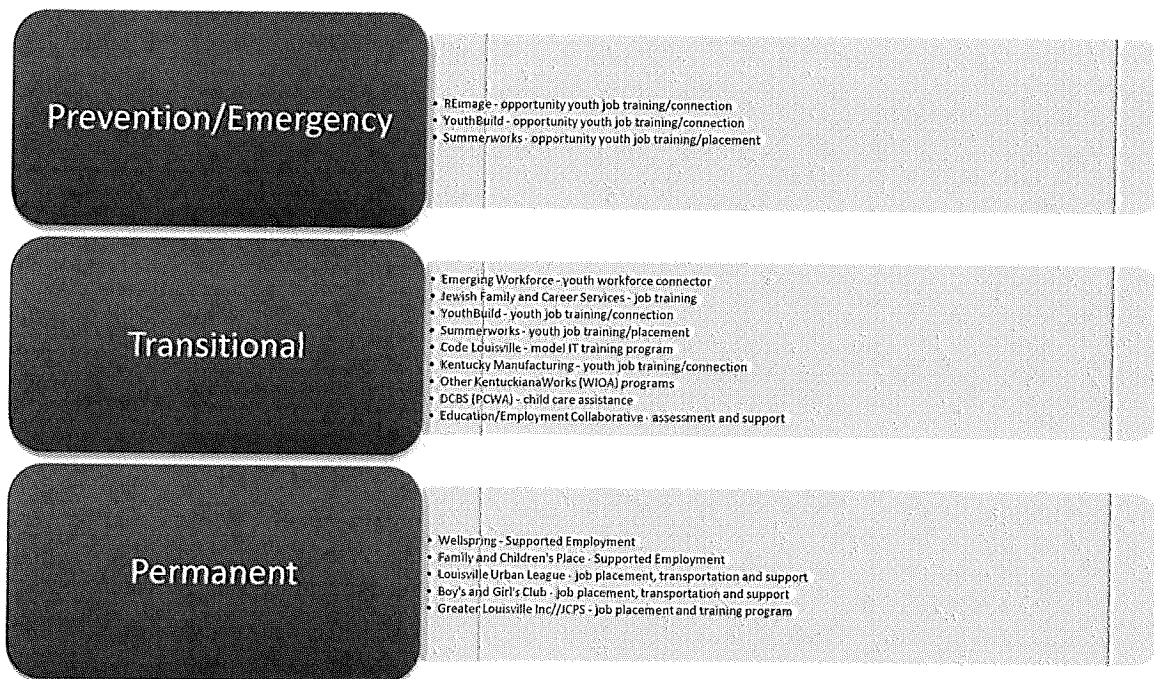 Prevention/Emergency
• REimage - opportunity youth job training/connection
• YouthBuild - opportunity youth job training/connection
• Summerworks - opportunity youth job training/placement
Transitional
• Emerging Workforce - youth workforce connector
• Jewish Family and Career Services - job training
• YouthBuild - youth job training/connection
• Summerworks - youth job training/placement
• Code Louisville - model IT training program
• Kentucky Manufacturing - youth job training/connection
• Other KentuckianaWorks (WIOA) programs
• DCBS (PCWA) - child care assistance
• Education/Employment Collaborative - assessment and support
Permanent
• Wellspring - Supported Employment
• Family and Children's Place - Supported Employment
• Louisville Urban League - job placement, transportation and support
• Boy's and Girl's Club - job placement, transportation and support
• Greater Louisville Inc//JCPS - job placement and training program